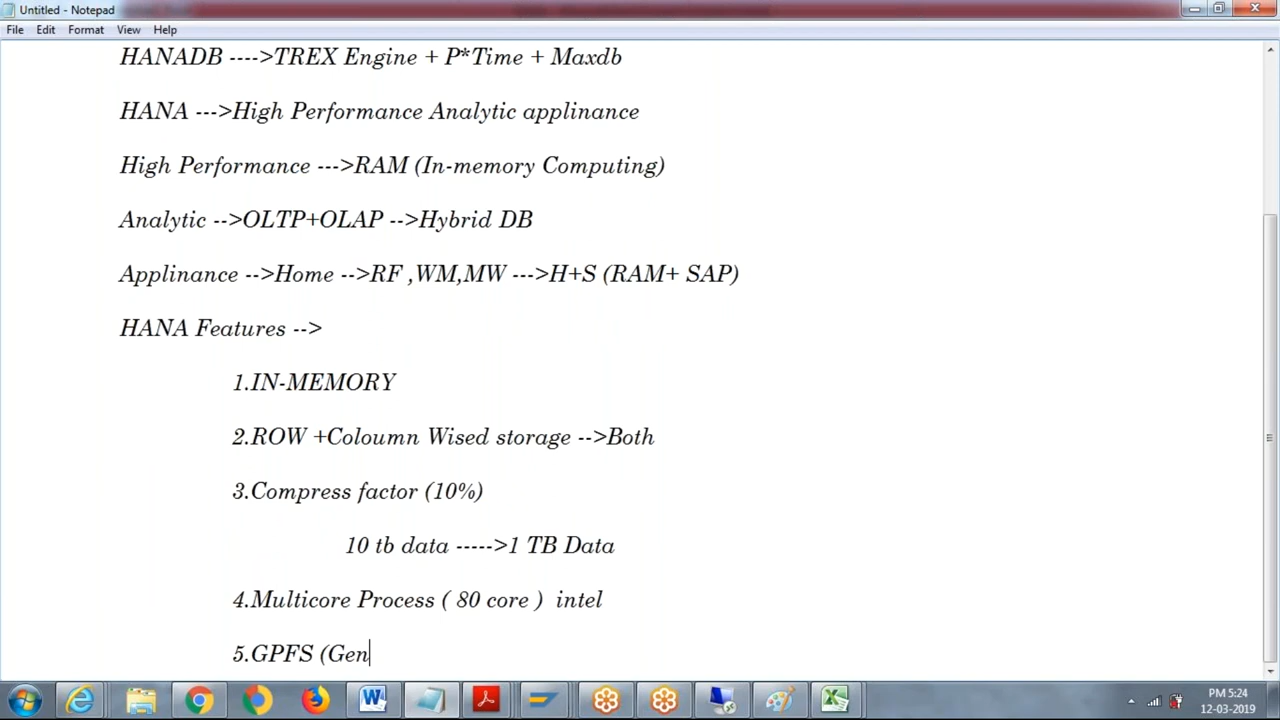 Untitled - Notepad
File Edit Format View Help
HANADB ---->TREX Engine + P*Time + Maxdb
HANA --->High Performance Analytic applinance
High Performance --->RAM (In-memory Computing)
Analytic -->OLTP+OLAP -->Hybrid DB
Applinance -->Home -->RF ,WM,MW --->H+S (RAM+ SAP)
HANA Features -->
1.IN-MEMORY
2.ROW +Coloumn Wised storage -->Both
3.Compress factor (10%)
10 tb data ----->1 TB Data
4.Multicore Process ( 80 core ) intel
5.GPFS (Gen
PM 5:24
12-03-2019